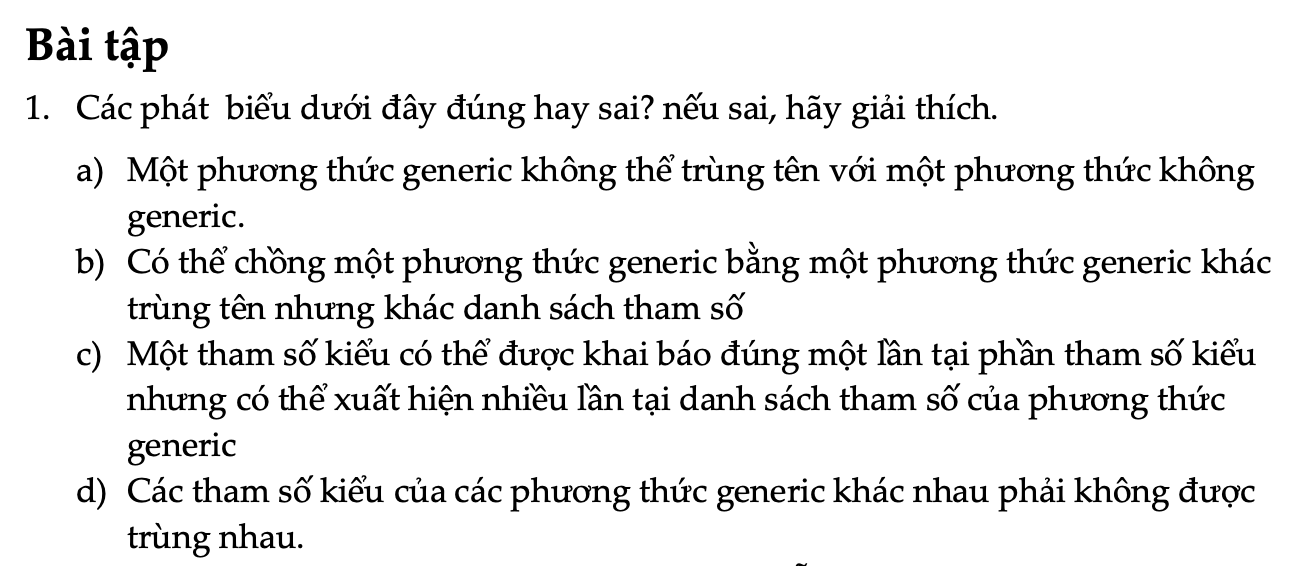 Bài tập
1. Các phát biểu dưới đây đúng hay sai? nếu sai, hãy giải thích.
a) Một phương thức generic không thể trùng tên với một phương thức không
generic.
b) Có thể chồng một phương thức generic bằng một phương thức generic khác
trùng tên nhưng khác danh sách tham số
c) Một tham số kiểu có thể được khai báo đúng một lần tại phần tham số kiểu
nhưng có thể xuất hiện nhiều lần tại danh sách tham số của phương thức
generic
d) Các tham số kiểu của các phương thức generic khác nhau phải không được
trùng nhau.